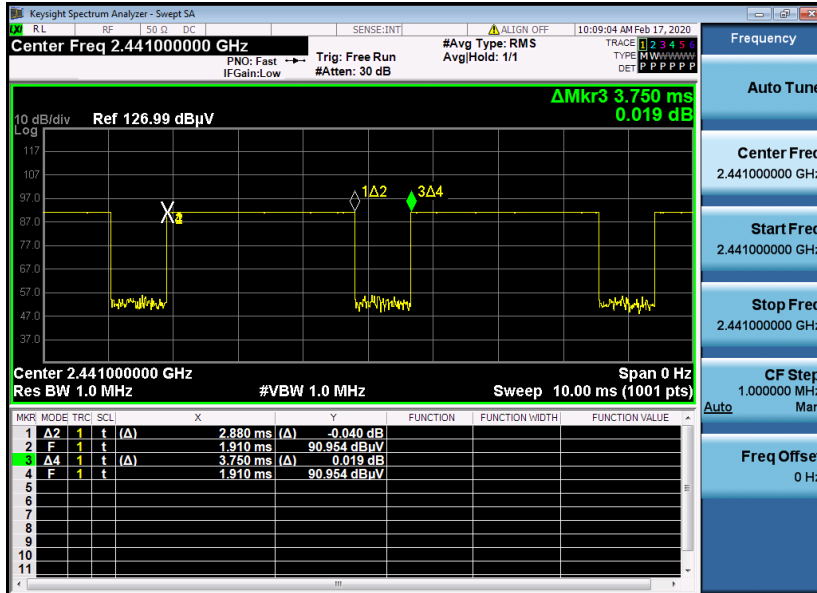 Keysight Spectrum Analyzer - Swept SA
LXI RL RF 50 Ω DC SENSE:INT ALIGN OFF 10:09:04 AM Feb 17, 2020
Center Freq 2.441000000 GHz
PNO: Fast
IFGain:Low
Trig: Free Run
#Atten: 30 dB
#Avg Type: RMS
Avg|Hold: 1/1
TRACE 1 2 3 4 5 6
TYPE MWWWWW
DET P P P P P P
ΔMkr3 3.750 ms
0.019 dB
10 dB/div Ref 126.99 dBµV
Log
117
107
97.0
87.0
77.0
67.0
57.0
47.0
37.0
1Δ2
3Δ4
Center 2.441000000 GHz Span 0 Hz
Res BW 1.0 MHz #VBW 1.0 MHz Sweep 10.00 ms (1001 pts)
MKR MODE TRC SCL X Y FUNCTION FUNCTION WIDTH FUNCTION VALUE
1 Δ2 1 t (Δ) 2.880 ms (Δ) -0.040 dB
2 F 1 t 1.910 ms 90.954 dBµV
3 Δ4 1 t (Δ) 3.750 ms (Δ) 0.019 dB
4 F 1 t 1.910 ms 90.954 dBµV
5
6
7
8
9
10
11
Frequency
Auto Tune
Center Freq
2.441000000 GHz
Start Freq
2.441000000 GHz
Stop Freq
2.441000000 GHz
CF Step
1.000000 MHz
Auto Man
Freq Offset
0 Hz